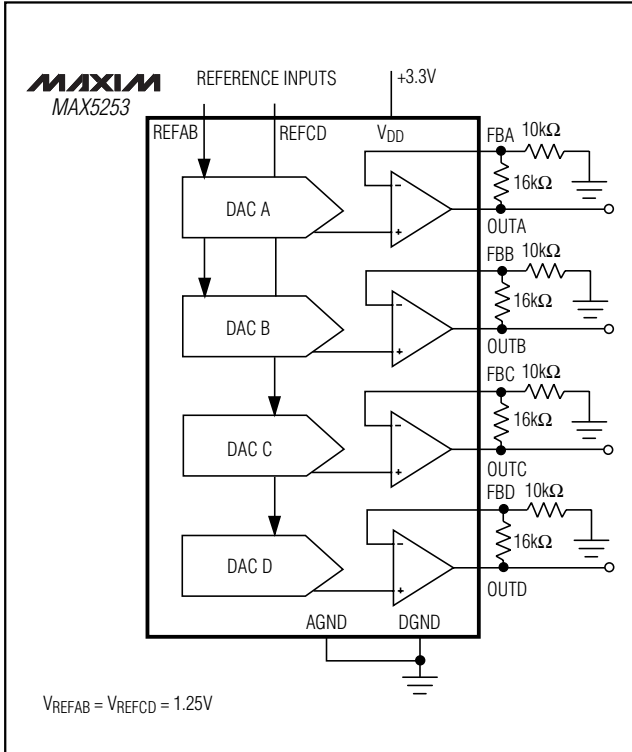 MAXIM
MAX5253
REFERENCE INPUTS
+3.3V
REFAB
REFCD
VDD
DAC A
-
+
FBA
10kΩ
16kΩ
OUTA
DAC B
-
+
FBB
10kΩ
16kΩ
OUTB
DAC C
-
+
FBC
10kΩ
16kΩ
OUTC
DAC D
-
+
FBD
10kΩ
16kΩ
OUTD
AGND
DGND
VREFAB = VREFCD = 1.25V